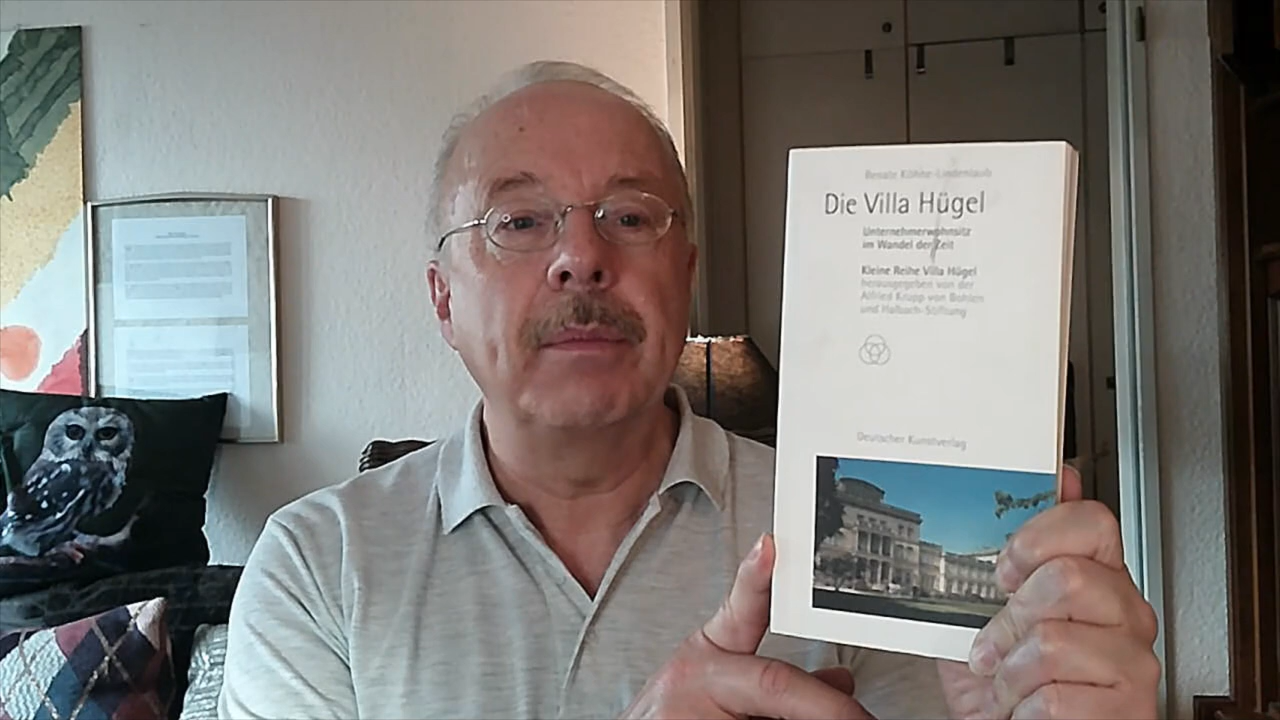 Renate Köhne-Lindenlaub
Die Villa Hügel
Unternehmerwohnsitz
im Wandel der Zeit
Kleine Reihe Villa Hügel
herausgegeben von der
Alfried Krupp von Bohlen
und Halbach-Stiftung
Deutscher Kunstverlag